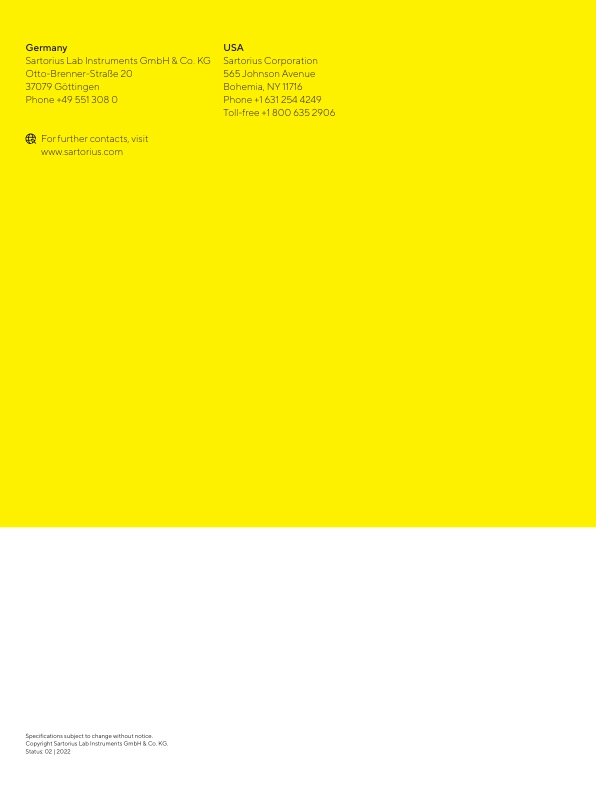 Germany
Sartorius Lab Instruments GmbH & Co. KG
Otto-Brenner-Straße 20
37079 Göttingen
Phone +49 551 308 0
USA
Sartorius Corporation
565 Johnson Avenue
Bohemia, NY 11716
Phone +1 631 254 4249
Toll-free +1 800 635 2906
For further contacts, visit
www.sartorius.com
Specifications subject to change without notice.
Copyright Sartorius Lab Instruments GmbH & Co. KG.
Status: 02 | 2022